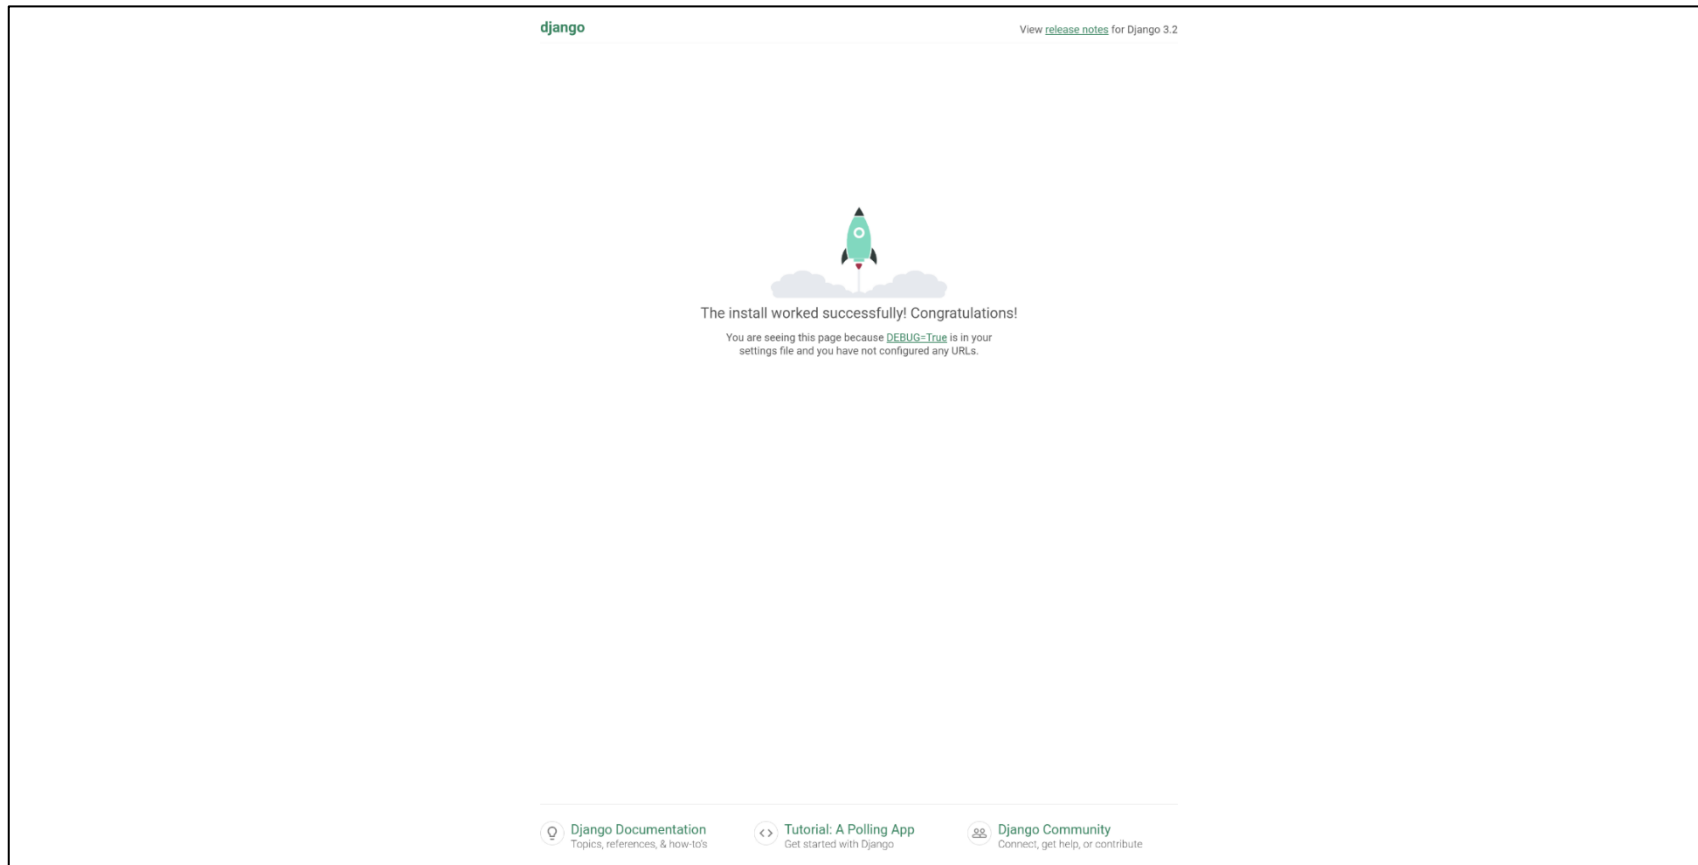 django
View release notes for Django 3.2
The install worked successfully! Congratulations!
You are seeing this page because DEBUG=True is in your
settings file and you have not configured any URLs.
Django Documentation
Topics, references, & how-to's
Tutorial: A Polling App
Get started with Django
Django Community
Connect, get help, or contribute